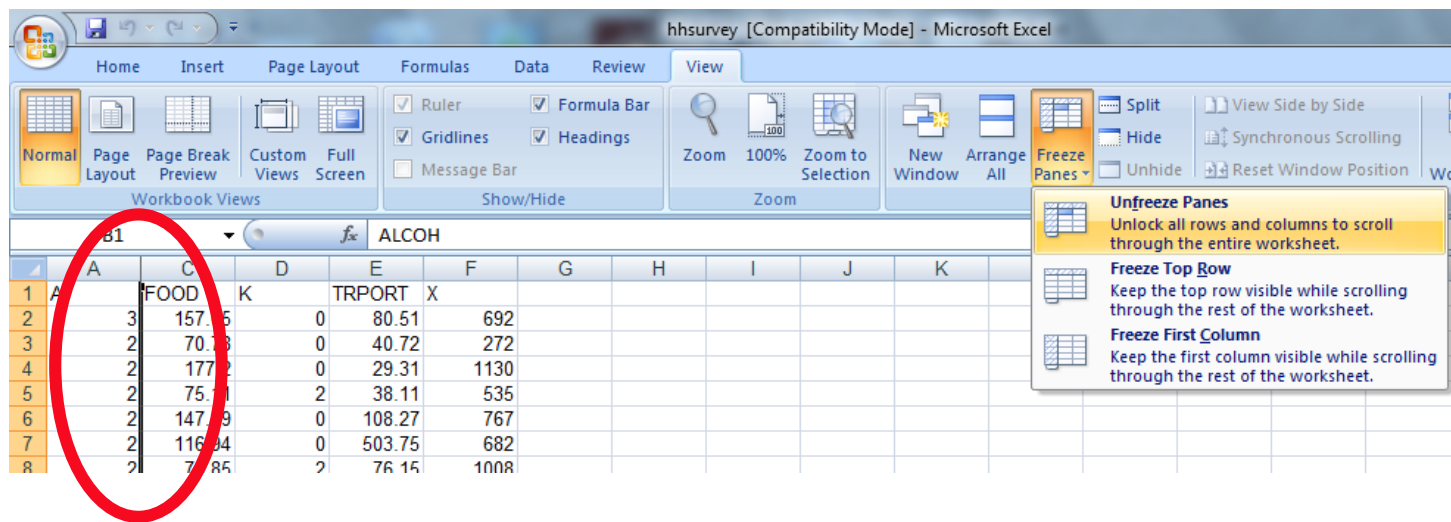 hhsurvey [Compatibility Mode] - Microsoft Excel
Home Insert Page Layout Formulas Data Review View
Normal Page Layout Page Break Preview Custom Views Full Screen
Workbook Views
Ruler Formula Bar
Gridlines Headings
Message Bar
Show/Hide
Zoom 100% Zoom to Selection
Zoom
New Window Arrange All Freeze Panes
Split View Side by Side
Hide Synchronous Scrolling
Unhide Reset Window Position
Unfreeze Panes
Unlock all rows and columns to scroll
through the entire worksheet.
Freeze Top Row
Keep the top row visible while scrolling
through the rest of the worksheet.
Freeze First Column
Keep the first column visible while scrolling
through the rest of the worksheet.
B1 fx ALCOH
A C D E F G H I J K
1 A FOOD K TRPORT X
2 3 0 80.51 692
3 2 0 40.72 272
4 2 0 29.31 1130
5 2 2 38.11 535
6 2 0 108.27 767
7 2 0 503.75 682
8 2 2 76.15 1008